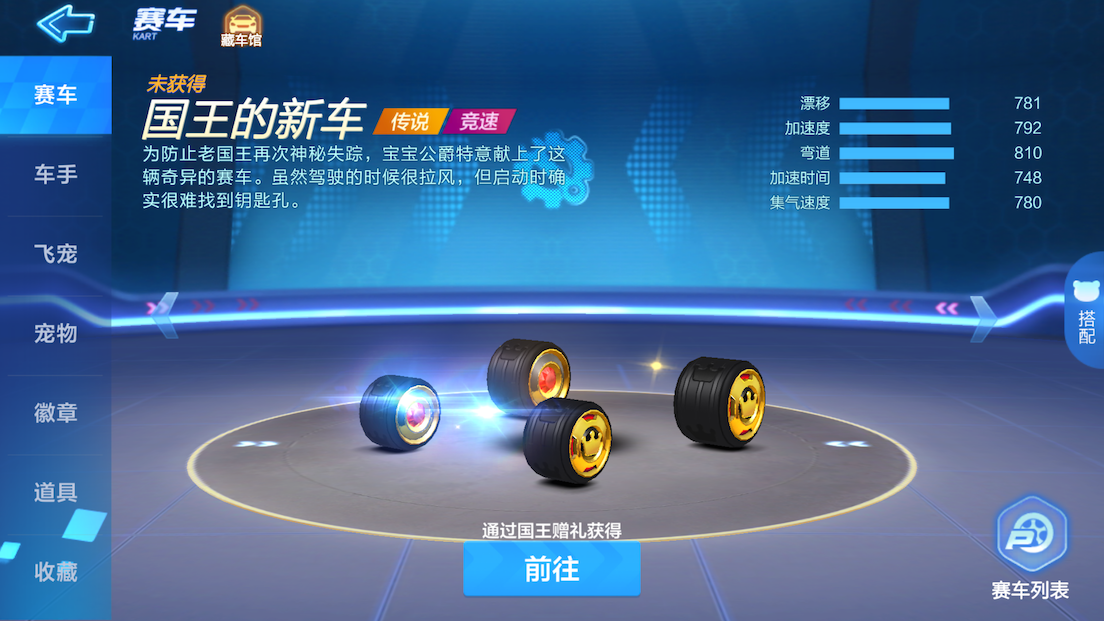 赛车
KART
藏车馆
赛车
车手
飞宠
宠物
徽章
道具
收藏
未获得
国王的新车 传说 竞速
为防止老国王再次神秘失踪，宝宝公爵特意献上了这
辆奇异的赛车。虽然驾驶的时候很拉风，但启动时确
实很难找到钥匙孔。
漂移 781
加速度 792
弯道 810
加速时间 748
集气速度 780
搭配
通过国王赠礼获得
前往
赛车列表